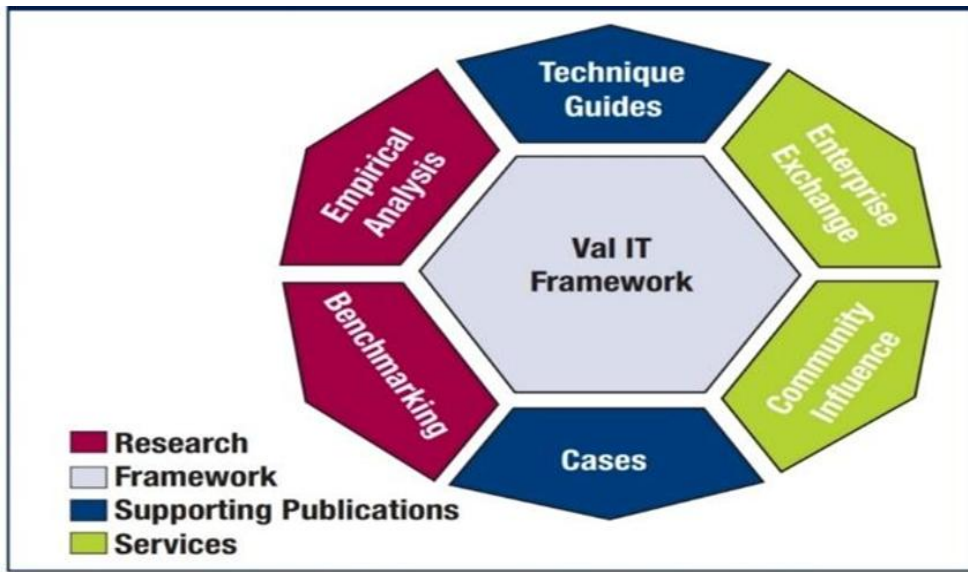 Technique
Guides
Empirical
Analysis
Enterprise
Exchange
Val IT
Framework
Benchmarking
Community
Influence
Cases
Research
Framework
Supporting Publications
Services